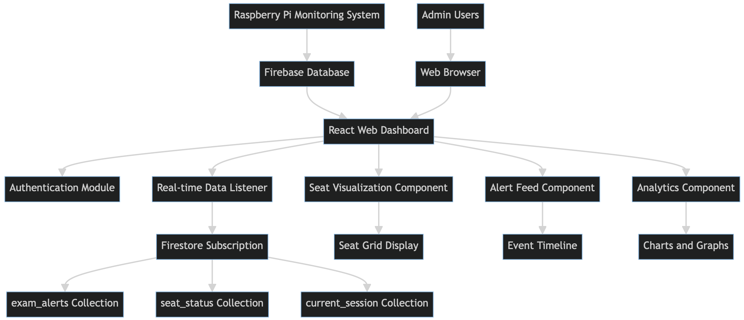 Raspberry Pi Monitoring System
Admin Users
Firebase Database
Web Browser
React Web Dashboard
Authentication Module
Real-time Data Listener
Seat Visualization Component
Alert Feed Component
Analytics Component
Firestore Subscription
Seat Grid Display
Event Timeline
Charts and Graphs
exam_alerts Collection
seat_status Collection
current_session Collection